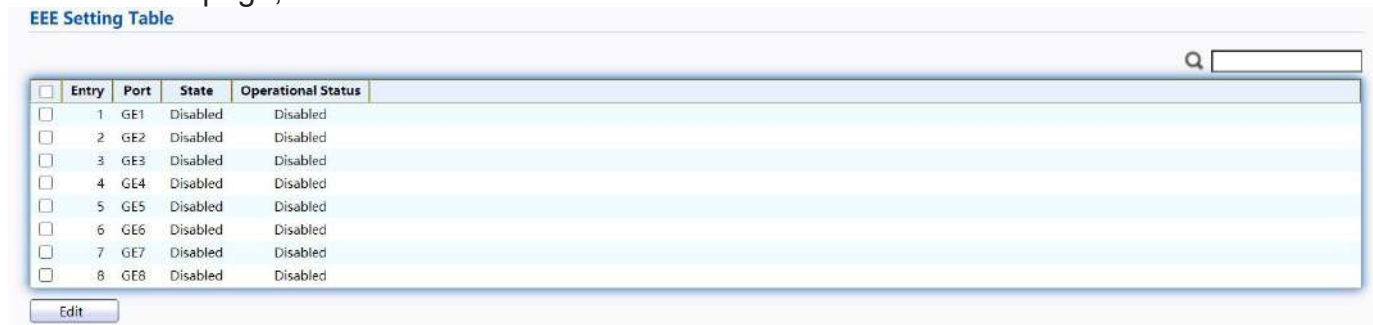 EEE Setting Table
Entry Port State Operational Status
1 GE1 Disabled Disabled
2 GE2 Disabled Disabled
3 GE3 Disabled Disabled
4 GE4 Disabled Disabled
5 GE5 Disabled Disabled
6 GE6 Disabled Disabled
7 GE7 Disabled Disabled
8 GE8 Disabled Disabled
Edit